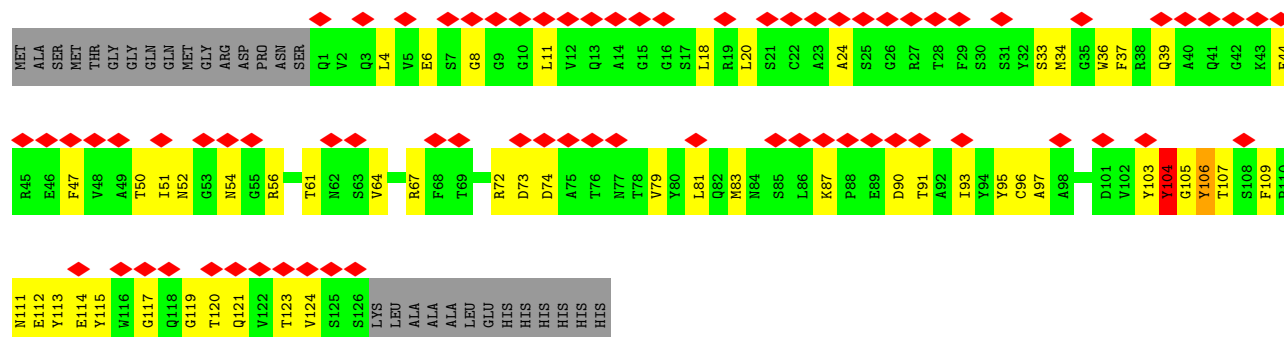 MET ALA SER MET THR GLY GLY GLN GLN MET GLY ARG ASP PRO ASN SER Q1 V2 Q3 L4 V5 E6 S7 G8 G9 G10 L11 V12 Q13 A14 G15 G16 S17 L18 R19 L20 S21 C22 A23 A24 S25 G26 R27 T28 F29 S30 S31 Y32 S33 M34 G35 W36 F37 R38 Q39 A40 Q41 G42 K43
R45 E46 F47 V48 A49 T50 I51 N52 G53 N54 G55 R56 T61 N62 S63 V64 R67 F68 T69 R72 D73 D74 A75 T76 N77 T78 V79 Y80 L81 Q82 M83 N84 S85 L86 K87 P88 E89 D90 T91 A92 I93 Y94 Y95 C96 A97 A98 D101 V102 Y103 Y104 G105 Y106 T107 S108 F109
N111 E112 Y113 E114 Y115 W116 G117 Q118 G119 T120 Q121 V122 T123 V124 S125 S126 LYS LEU ALA ALA ALA LEU GLU HIS HIS HIS HIS HIS HIS